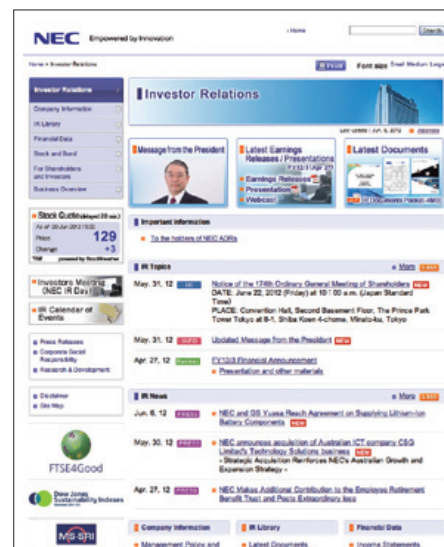 NEC Empowered by Innovation
Home
Search
Home > Investor Relations
Print
Font size Small Medium Large
Investor Relations
Company Information
IR Library
Financial Data
Stock and Bond
For Shareholders
and Investors
Business Overview
Investor Relations
Message from the President
Latest Earnings
Releases / Presentations
Earnings Releases
Presentation
Webcast
Latest Documents
Stock Quote
Price 129
Change +3
Important Information
To the holders of NEC ADRs
IR Topics
More
May. 31, 12 IR Notice of the 174th Ordinary General Meeting of Shareholders NEW
DATE: June 22, 2012 (Friday) at 10:00 a.m. (Japan Standard
Time)
PLACE: Convention Hall, Second Basement Floor, The Prince Park
Tower Tokyo at 8-1, Shiba Koen 4-chome, Minato-ku, Tokyo
May. 31, 12 INFO Updated Message from the President NEW
Apr. 27, 12 FY12/3 Financial Announcement
Presentation and other materials
Investors Meeting
(NEC IR Day)
IR Calendar of
Events
Press Releases
Corporate Social
Responsibility
Research & Development
Disclaimer
Site Map
IR News
More
Jun. 6, 12 PRESS NEC and GS Yuasa Reach Agreement on Supplying Lithium-ion
Battery Components NEW
May. 30, 12 PRESS NEC announces acquisition of Australian ICT company CSG
Limited's Technology Solutions business NEW
- Strategic Acquisition Reinforces NEC's Australian Growth and
Expansion Strategy -
Apr. 27, 12 PRESS NEC Makes Additional Contribution to the Employee Retirement
Benefit Trust and Posts Extraordinary loss
FTSE4Good
Dow Jones
Sustainability Indexes
MS-SRI
Company Information
Management Policy and
IR Library
Latest Documents
Financial Data
Income Statements